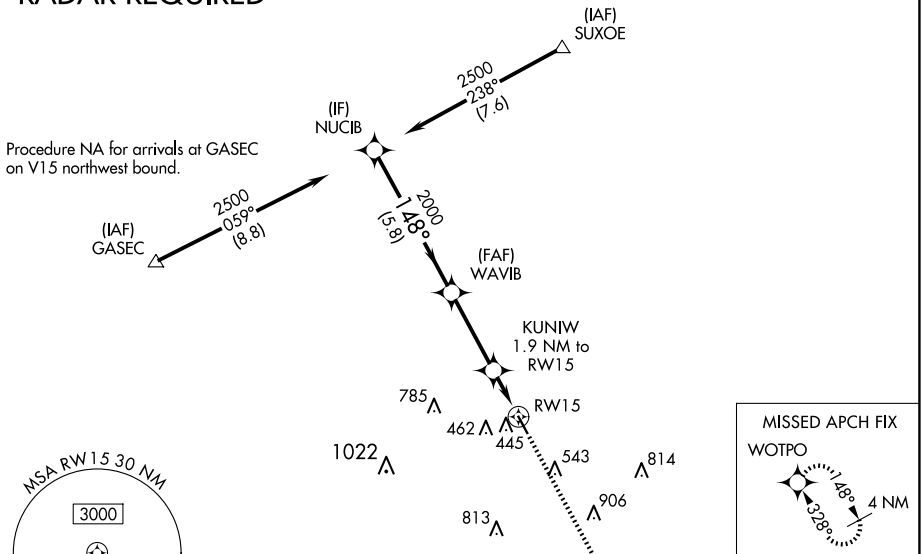 RADAR REQUIRED
(IAF)
SUXOE
2500
238°
(7.6)
(IF)
NUCIB
Procedure NA for arrivals at GASEC
on V15 northwest bound.
2500
059°
(8.8)
(IAF)
GASEC
2000
148°
(5.8)
(FAF)
WAVIB
KUNIW
1.9 NM to
RW15
RW15
785
462
445
1022
543
814
906
813
MSA RW15 30 NM
3000
MISSED APCH FIX
WOTPO
148°
328°
4 NM